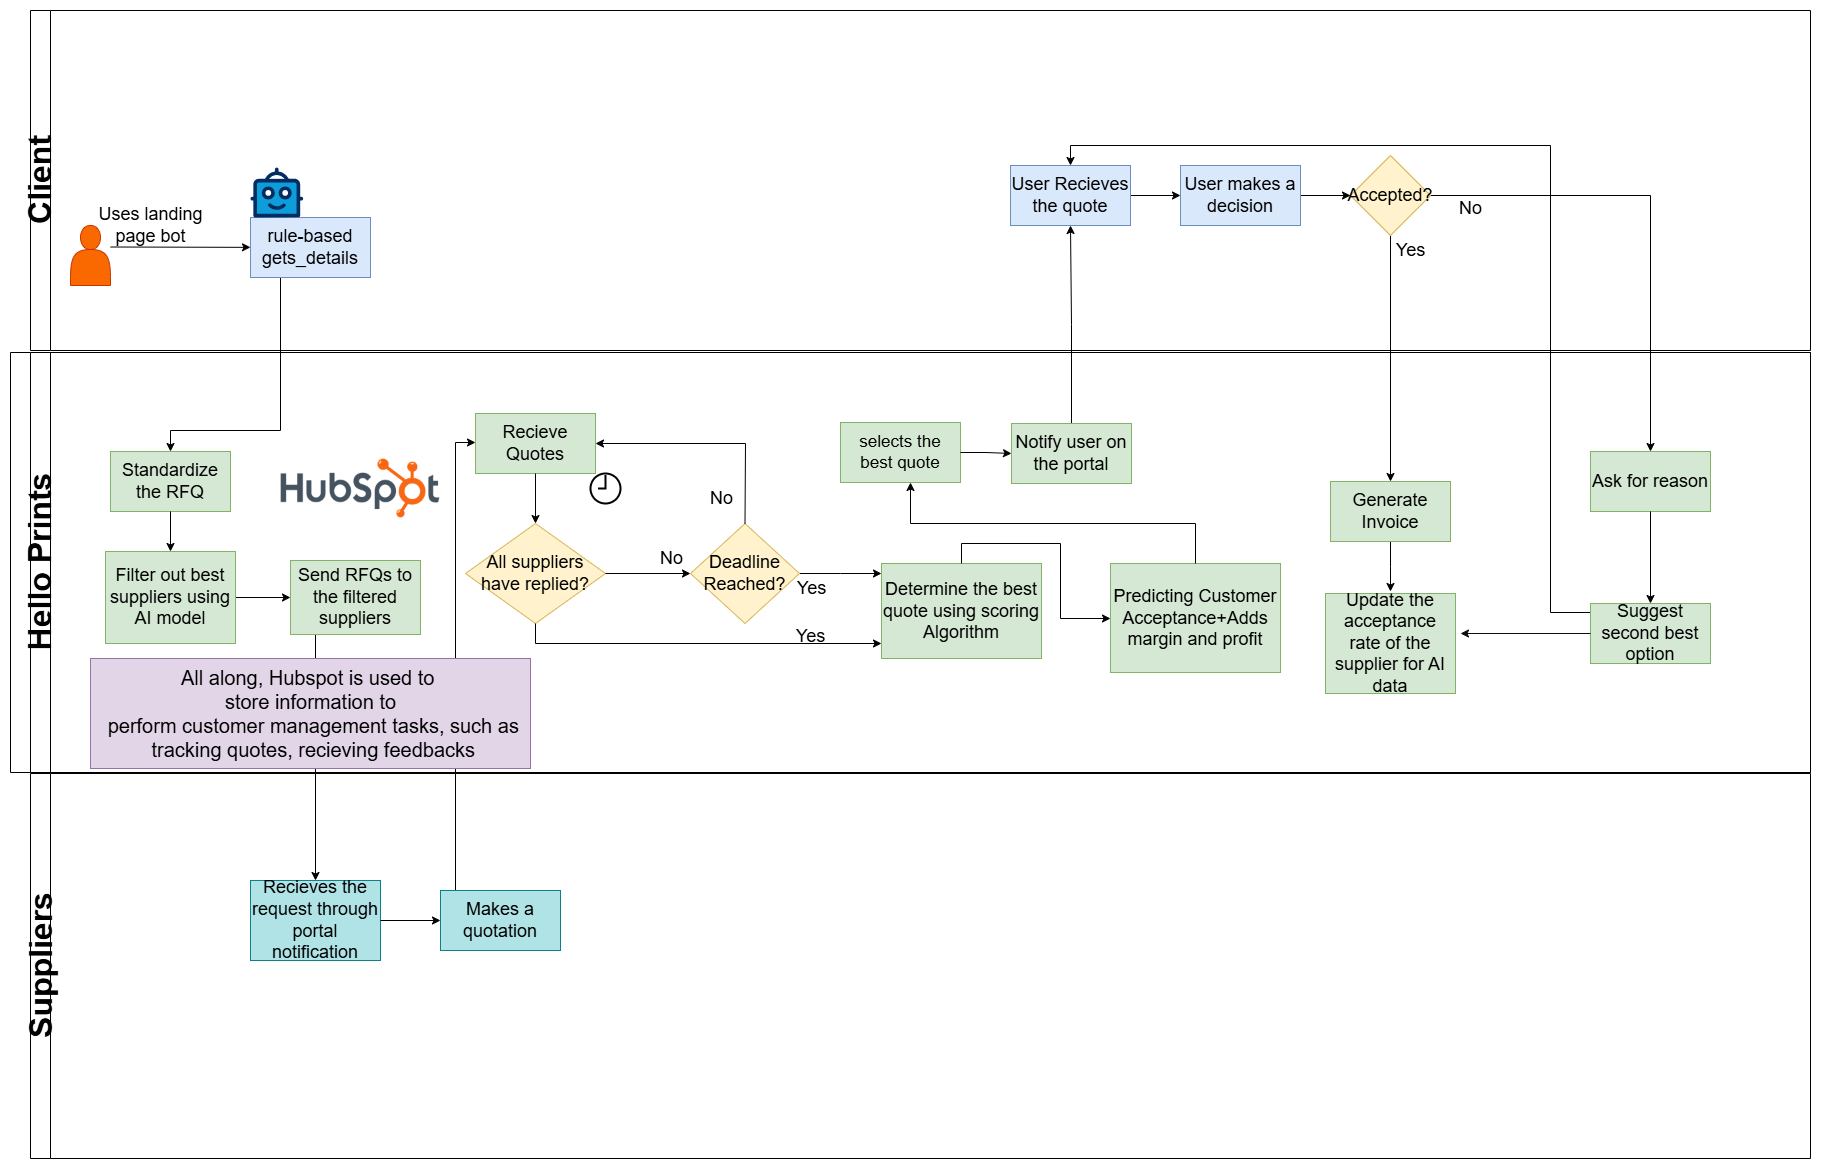 Client
Uses landing
page bot
rule-based
gets_details
User Recieves
the quote
User makes a
decision
Accepted?
No
Yes
Hello Prints
Standardize
the RFQ
HubSpot
Filter out best
suppliers using
AI model
Send RFQs to
the filtered
suppliers
Recieve
Quotes
All suppliers
have replied?
No
Deadline
Reached?
No
Yes
Yes
selects the
best quote
Notify user on
the portal
Determine the best
quote using scoring
Algorithm
Predicting Customer
Acceptance+Adds
margin and profit
Generate
Invoice
Update the
acceptance
rate of the
supplier for AI
data
Ask for reason
Suggest
second best
option
All along, Hubspot is used to
store information to
perform customer management tasks, such as
tracking quotes, recieving feedbacks
Suppliers
Recieves the
request through
portal
notification
Makes a
quotation